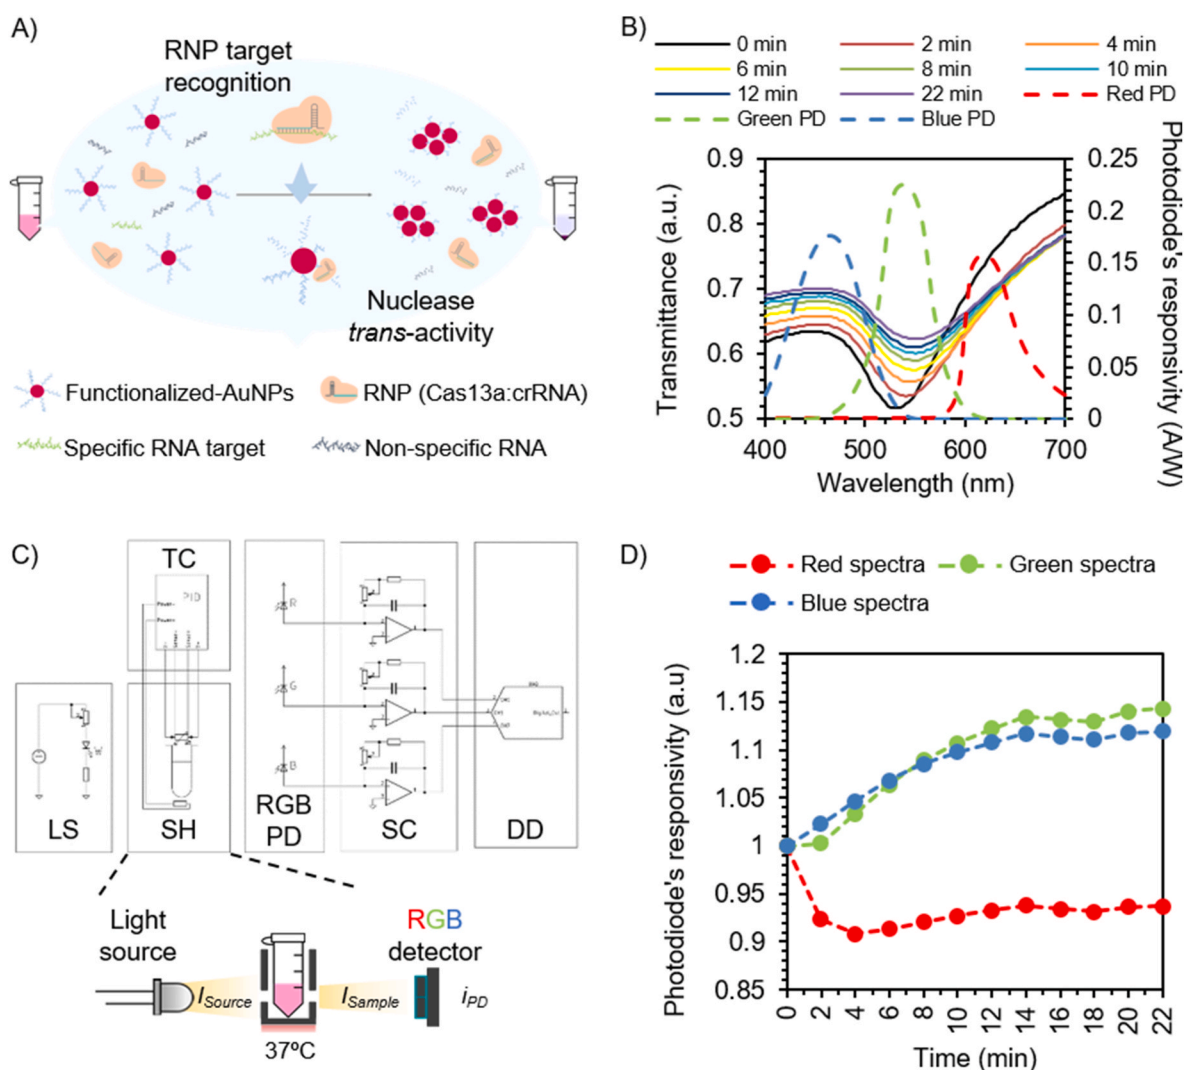 A)
RNP target
recognition
Nuclease
trans-activity
Functionalized-AuNPs
RNP (Cas13a:crRNA)
Specific RNA target
Non-specific RNA
B)
0 min
2 min
4 min
6 min
8 min
10 min
12 min
22 min
Red PD
Green PD
Blue PD
Transmittance (a.u.)
0.9
0.8
0.7
0.6
0.5
Photodiode's responsivity (A/W)
0.25
0.2
0.15
0.1
0.05
0
400
500
600
700
Wavelength (nm)
C)
TC
PID
Power-
Power+
R
G
B
LS
SH
RGB
PD
SC
DD
Light
source
RGB
detector
ISource
ISample
iPD
37ºC
D)
Red spectra
Green spectra
Blue spectra
Photodiode's responsivity (a.u)
1.2
1.15
1.1
1.05
1
0.95
0.9
0.85
0
2
4
6
8
10
12
14
16
18
20
22
Time (min)